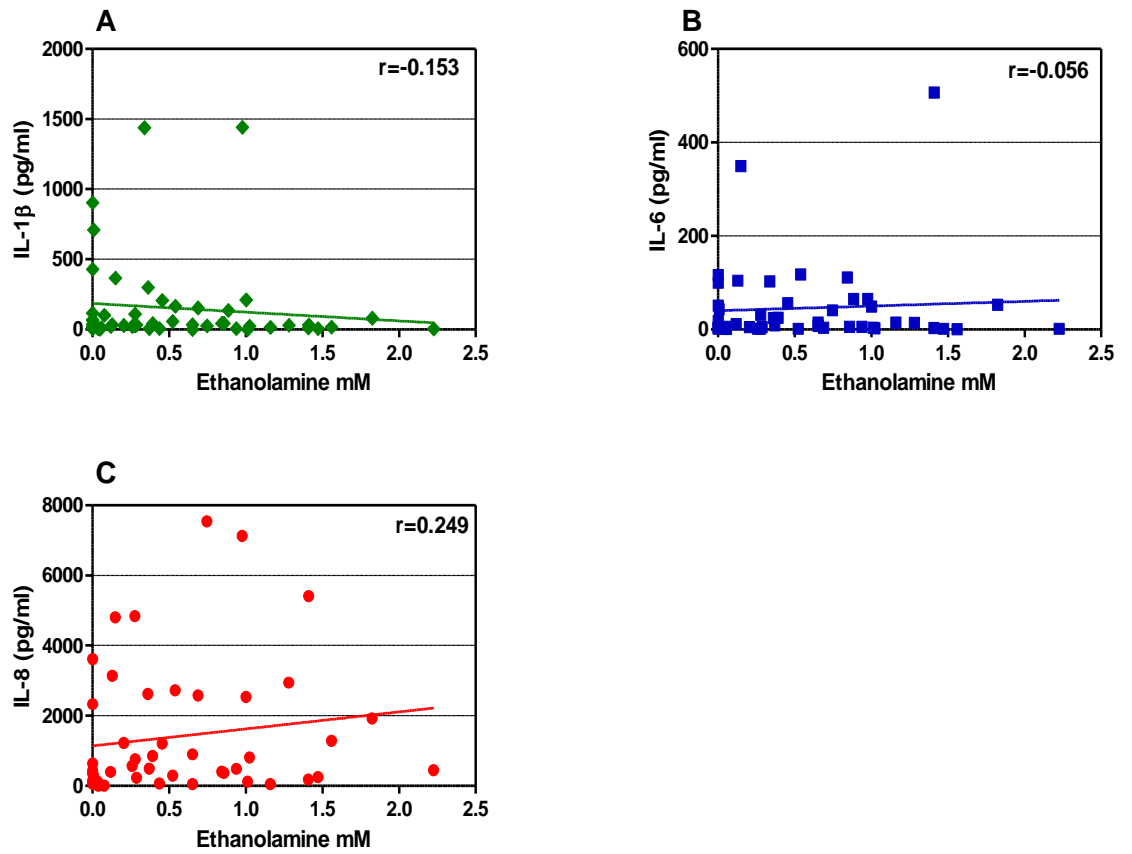 A
2000
1500
1000
500
0
IL-1β (pg/ml)
r=-0.153
0.0 0.5 1.0 1.5 2.0 2.5
Ethanolamine mM
B
600
400
200
0
IL-6 (pg/ml)
r=-0.056
0.0 0.5 1.0 1.5 2.0 2.5
Ethanolamine mM
C
8000
6000
4000
2000
0
IL-8 (pg/ml)
r=0.249
0.0 0.5 1.0 1.5 2.0 2.5
Ethanolamine mM